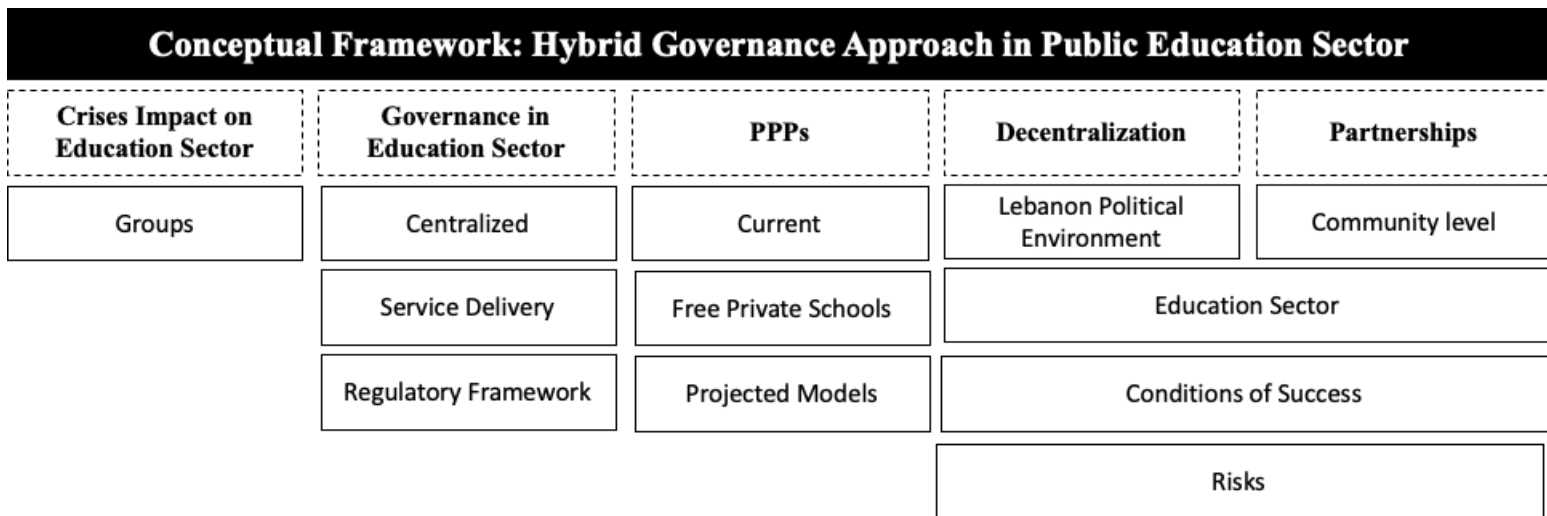 Conceptual Framework: Hybrid Governance Approach in Public Education Sector
Crises Impact on
Education Sector
Governance in
Education Sector
PPPs
Decentralization
Partnerships
Groups
Centralized
Current
Lebanon Political
Environment
Community level
Service Delivery
Free Private Schools
Education Sector
Regulatory Framework
Projected Models
Conditions of Success
Risks